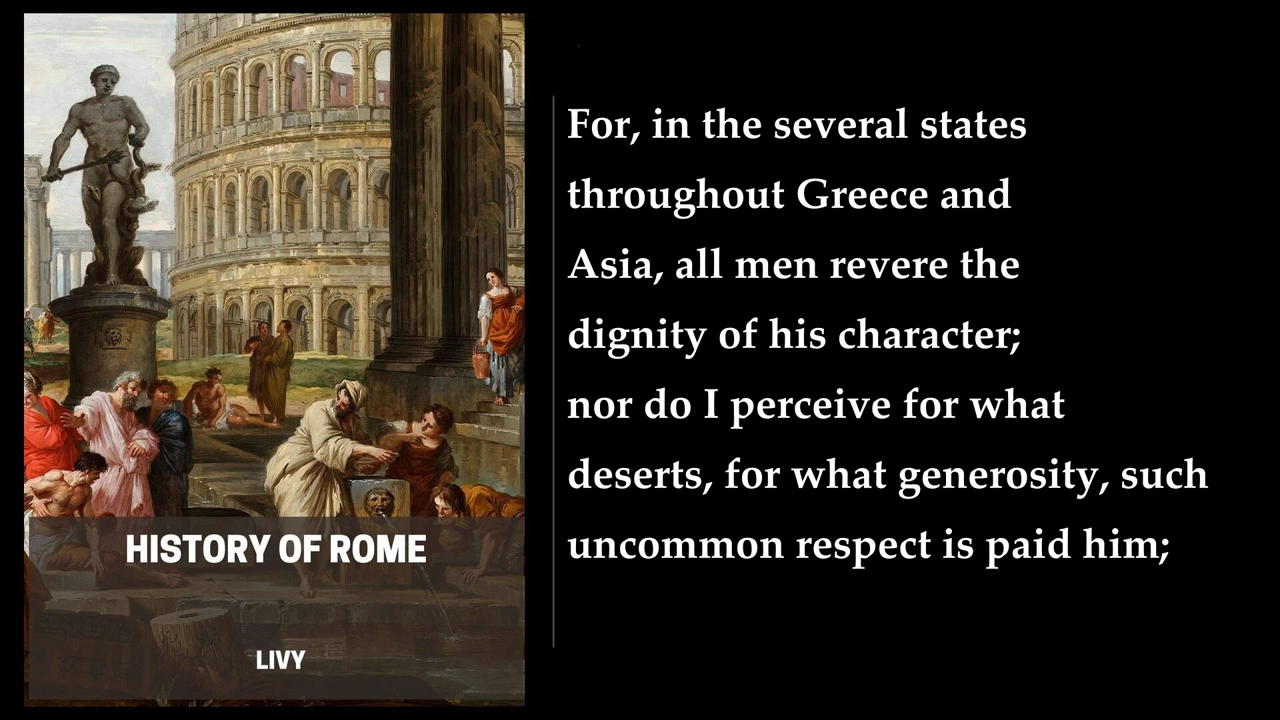 HISTORY OF ROME
LIVY
For, in the several states
throughout Greece and
Asia, all men revere the
dignity of his character;
nor do I perceive for what
deserts, for what generosity, such
uncommon respect is paid him;